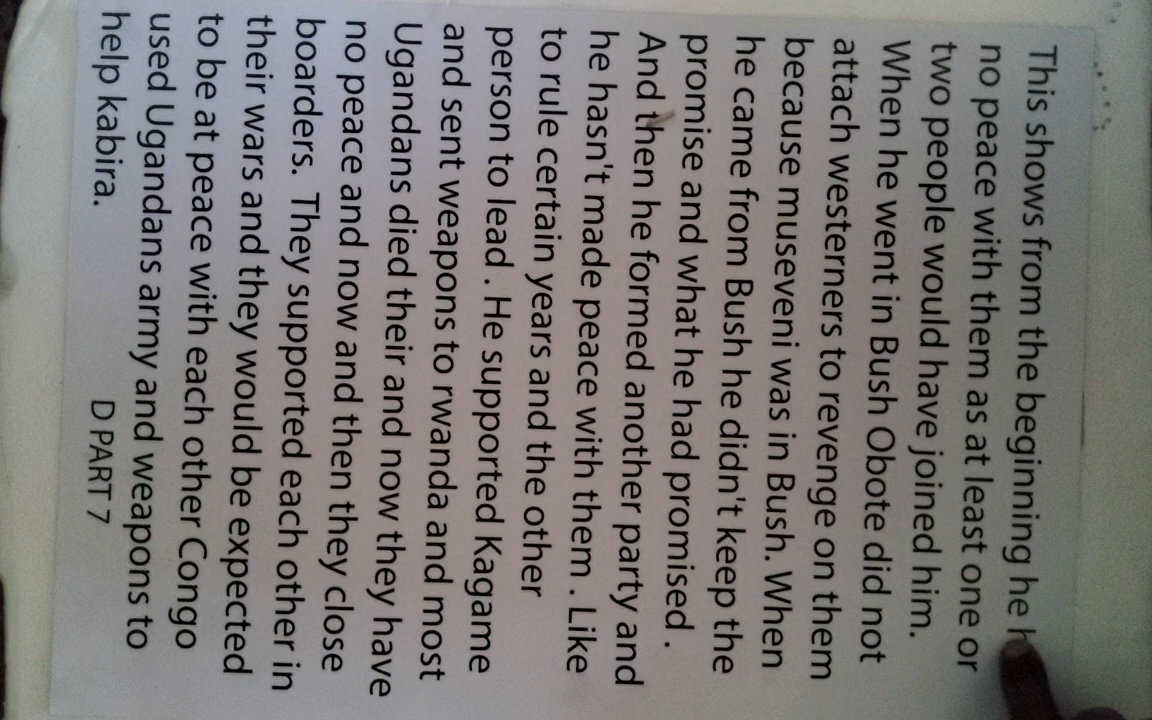 This shows from the beginning he
no peace with them as at least one or
two people would have joined him.
When he went in Bush Obote did not
attach westerners to revenge on them
because museveni was in Bush. When
he came from Bush he didn't keep the
promise and what he had promised .
And then he formed another party and
he hasn't made peace with them . Like
to rule certain years and the other
person to lead . He supported Kagame
and sent weapons to rwanda and most
Ugandans died their and now they have
no peace and now and then they close
boarders. They supported each other in
their wars and they would be expected
to be at peace with each other Congo
used Ugandans army and weapons to
help kabira.
D PART 7